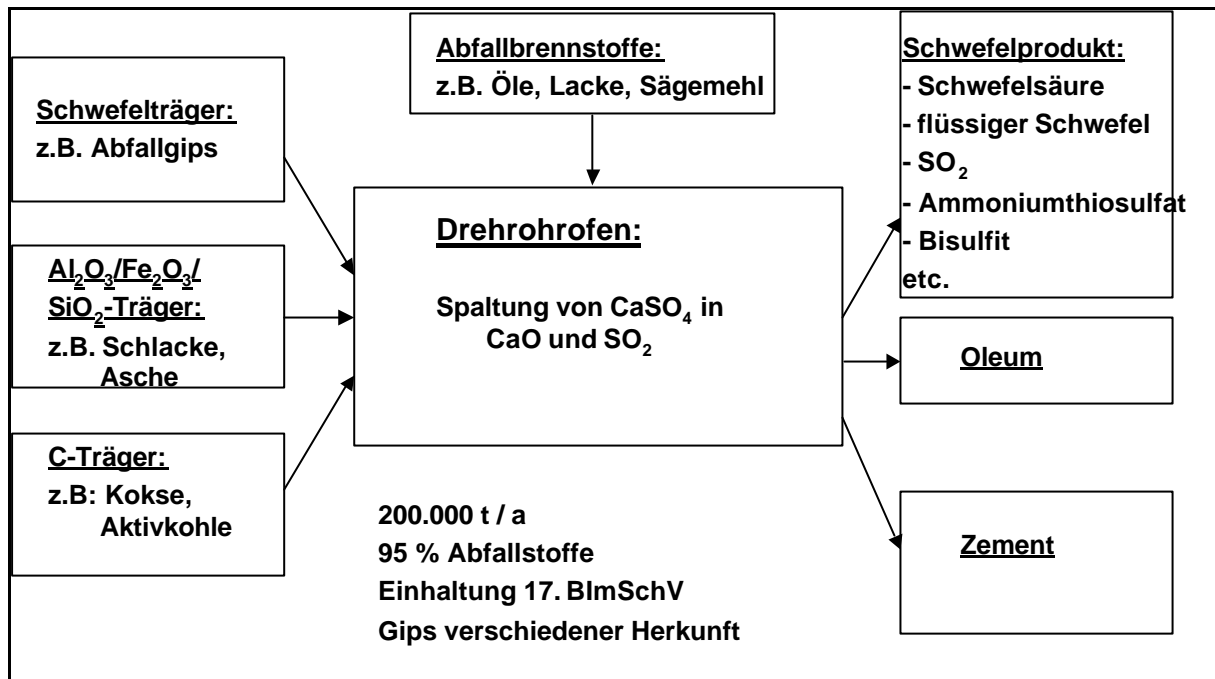 Schwefelträger:
z.B. Abfallgips
Al₂O₃/Fe₂O₃/
SiO₂-Träger:
z.B. Schlacke,
Asche
C-Träger:
z.B: Kokse,
Aktivkohle
Abfallbrennstoffe:
z.B. Öle, Lacke, Sägemehl
Drehrohrofen:
Spaltung von CaSO₄ in
CaO und SO₂
200.000 t / a
95 % Abfallstoffe
Einhaltung 17. BImSchV
Gips verschiedener Herkunft
Schwefelprodukt:
- Schwefelsäure
- flüssiger Schwefel
- SO₂
- Ammoniumthiosulfat
- Bisulfit
etc.
Oleum
Zement